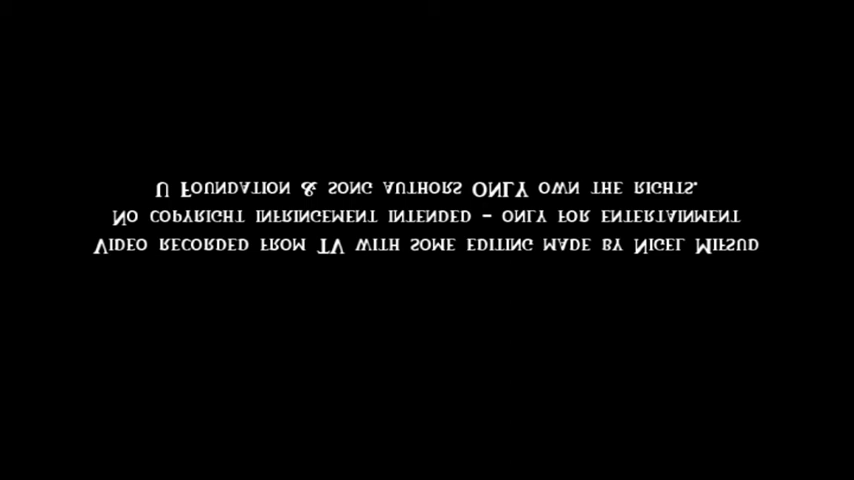 Video recorded from TV with some editing made by Nigel Mifsud
No copyright infringement intended - only for entertainment
U Foundation & song authors ONLY own the rights.